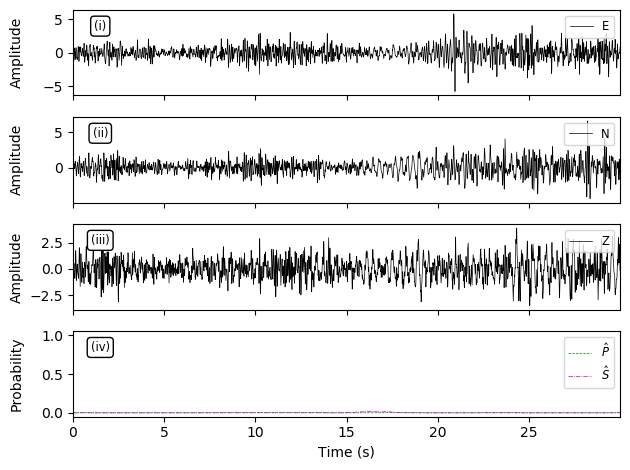 (i)
E
Amplitude
5
0
−5
(ii)
N
Amplitude
5
0
(iii)
Z
Amplitude
2.5
0.0
−2.5
(iv)
P̂
Ŝ
Probability
1.0
0.5
0.0
0 5 10 15 20 25
Time (s)